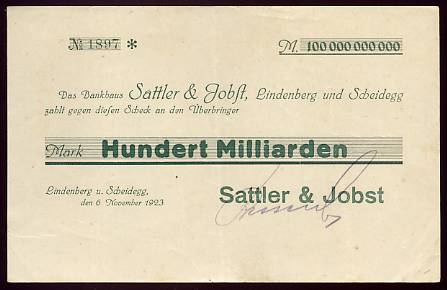 № 1897 *
M. 100 000 000 000
Das Bankhaus Sattler & Jobst, Lindenberg und Scheidegg
zahlt gegen diesen Scheck an den Überbringer
Mark Hundert Milliarden
Lindenberg u. Scheidegg,
den 6 November 1923
Sattler & Jobst